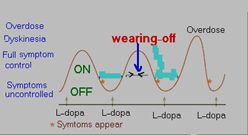 Overdose
Dyskinesia
Full symptom
control
Symptoms
uncontrolled
wearing-off
Overdose
ON
OFF
L-dopa L-dopa L-dopa L-dopa
* Symtoms appear